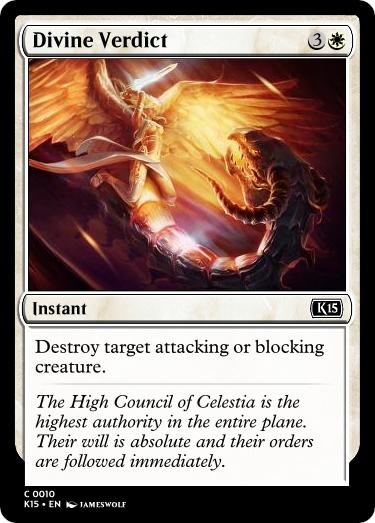 Divine Verdict 3
Instant K15
Destroy target attacking or blocking
creature.
The High Council of Celestia is the
highest authority in the entire plane.
Their will is absolute and their orders
are followed immediately.
C 0010
K15 • EN JAMESWOLF